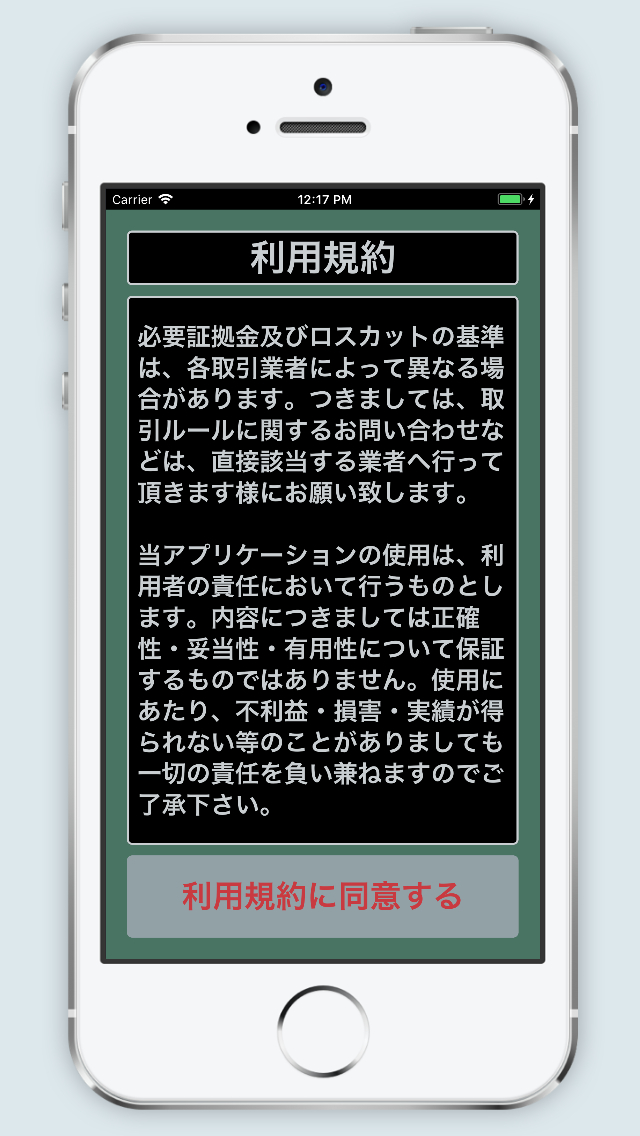 Carrier 12:17 PM
利用規約
必要証拠金及びロスカットの基準
は、各取引業者によって異なる場
合があります。つきましては、取
引ルールに関するお問い合わせな
どは、直接該当する業者へ行って
頂きます様にお願い致します。
当アプリケーションの使用は、利
用者の責任において行うものとし
ます。内容につきましては正確
性・妥当性・有用性について保証
するものではありません。使用に
あたり、不利益・損害・実績が得
られない等のことがありましても
一切の責任を負い兼ねますのでご
了承下さい。
利用規約に同意する